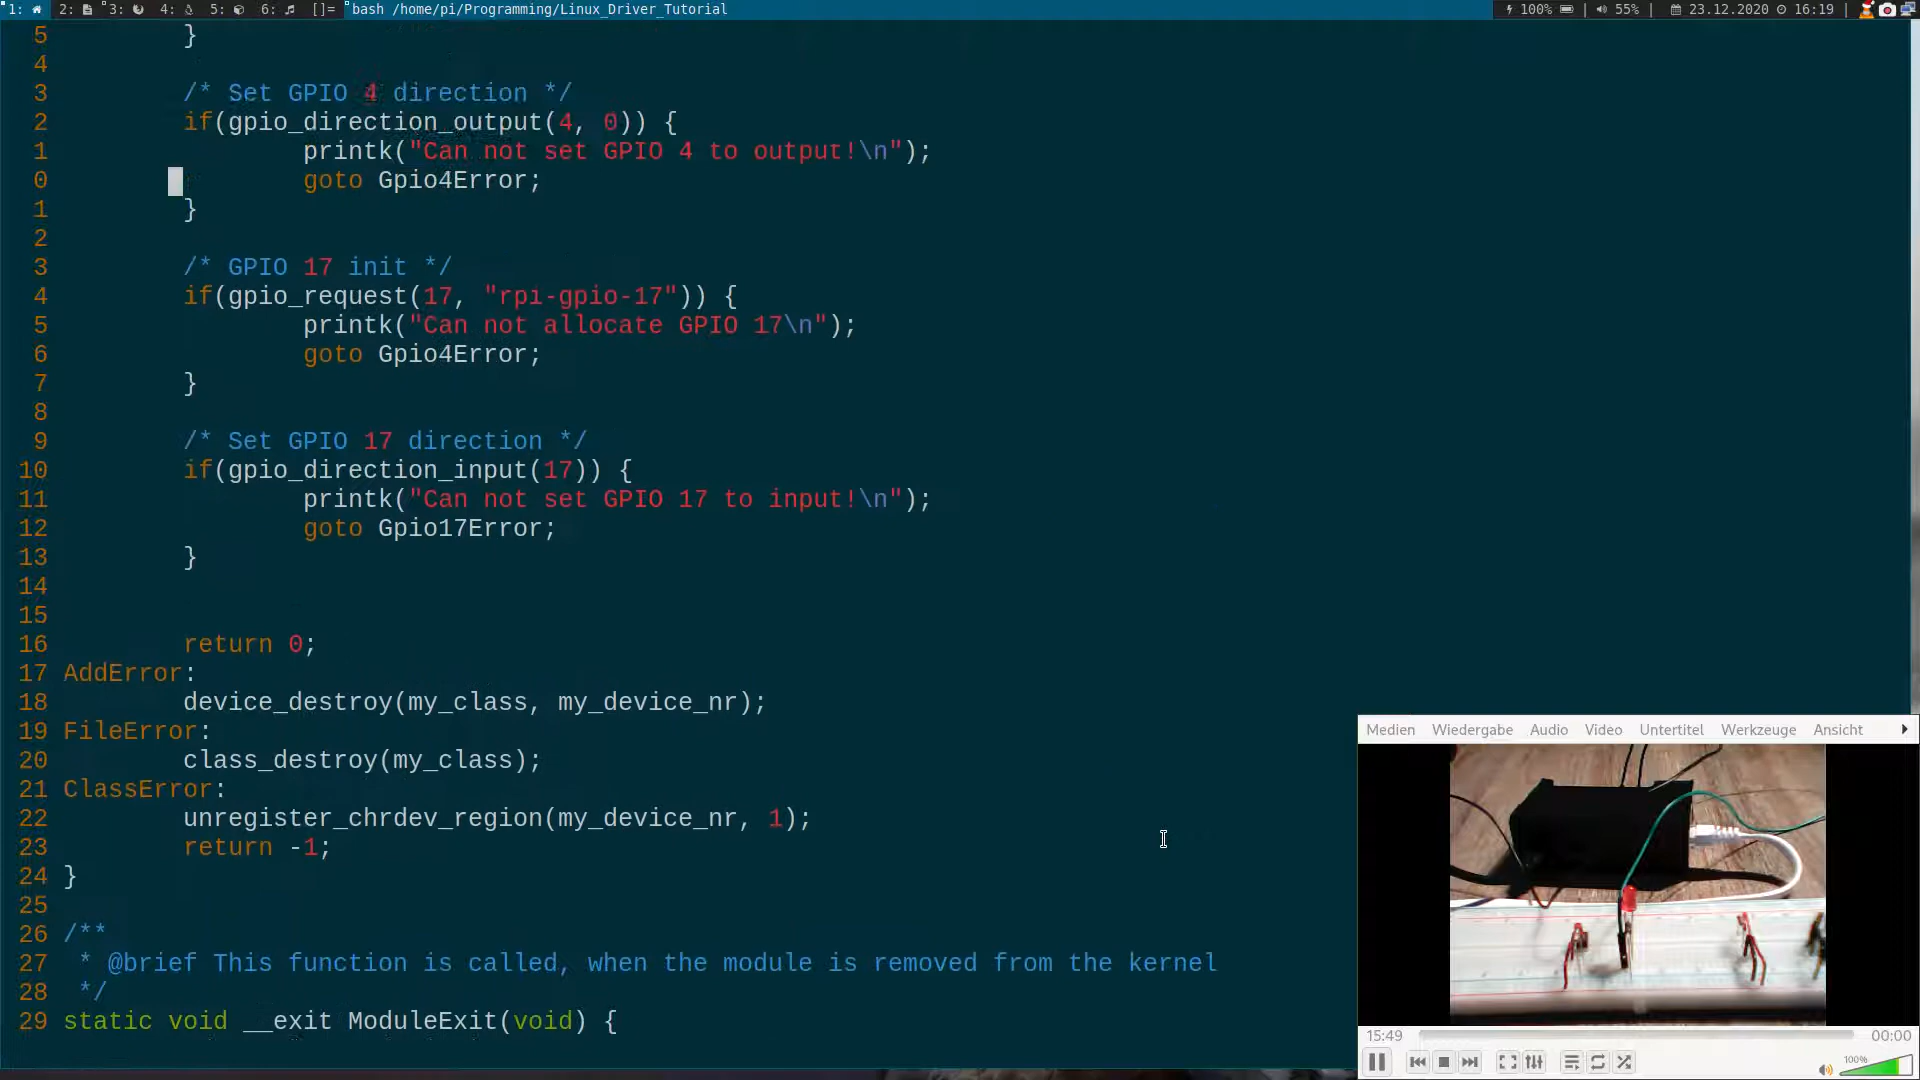 1: 2: 3: 4: 5: 6: []= bash /home/pi/Programming/Linux_Driver_Tutorial 100% | 55% | 23.12.2020 16:19 |
5 }
4
3 /* Set GPIO 4 direction */
2 if(gpio_direction_output(4, 0)) {
1 printk("Can not set GPIO 4 to output!\n");
0 goto Gpio4Error;
1 }
2
3 /* GPIO 17 init */
4 if(gpio_request(17, "rpi-gpio-17")) {
5 printk("Can not allocate GPIO 17\n");
6 goto Gpio4Error;
7 }
8
9 /* Set GPIO 17 direction */
10 if(gpio_direction_input(17)) {
11 printk("Can not set GPIO 17 to input!\n");
12 goto Gpio17Error;
13 }
14
15
16 return 0;
17 AddError:
18 device_destroy(my_class, my_device_nr);
19 FileError:
20 class_destroy(my_class);
21 ClassError:
22 unregister_chrdev_region(my_device_nr, 1);
23 return -1;
24 }
25
26 /**
27 * @brief This function is called, when the module is removed from the kernel
28 */
29 static void __exit ModuleExit(void) {
Medien Wiedergabe Audio Video Untertitel Werkzeuge Ansicht
15:49 00:00
100%